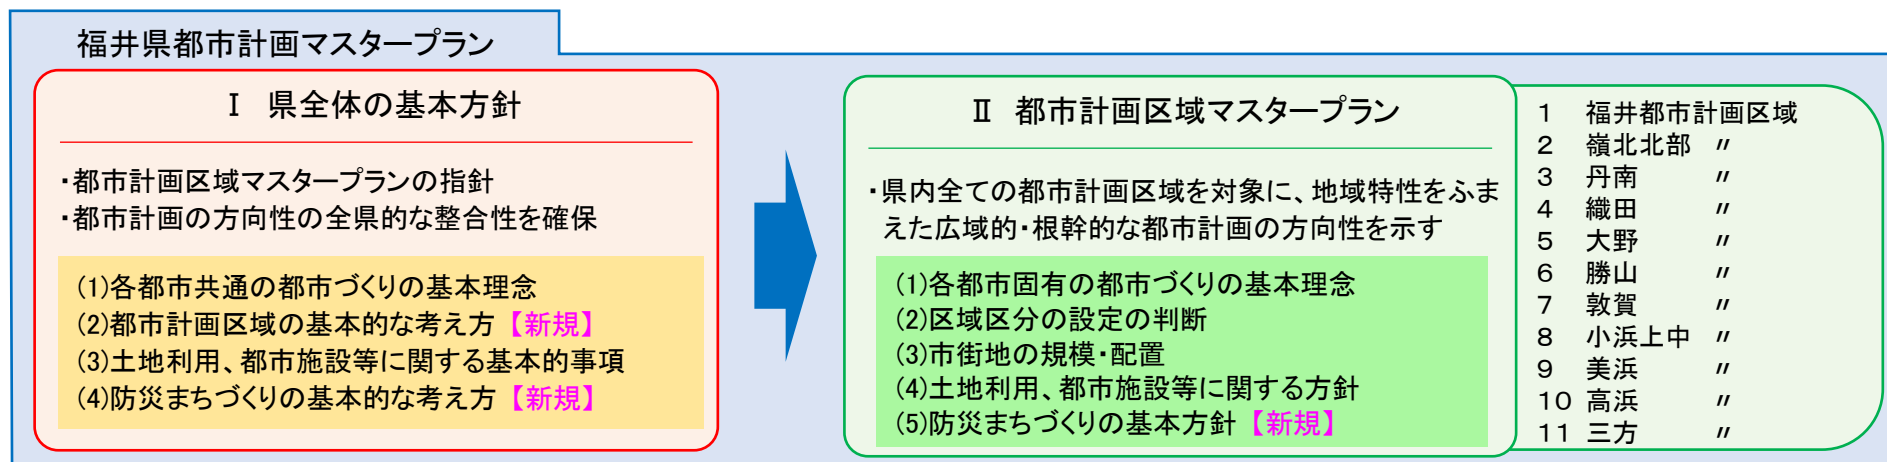 福井県都市計画マスタープラン
Ⅰ 県全体の基本方針
・都市計画区域マスタープランの指針
・都市計画の方向性の全県的な整合性を確保
(1)各都市共通の都市づくりの基本理念
(2)都市計画区域の基本的な考え方【新規】
(3)土地利用、都市施設等に関する基本的事項
(4)防災まちづくりの基本的な考え方【新規】
Ⅱ 都市計画区域マスタープラン
・県内全ての都市計画区域を対象に、地域特性をふま
えた広域的・根幹的な都市計画の方向性を示す
(1)各都市固有の都市づくりの基本理念
(2)区域区分の設定の判断
(3)市街地の規模・配置
(4)土地利用、都市施設等に関する方針
(5)防災まちづくりの基本方針【新規】
1 福井都市計画区域
2 嶺北北部 〃
3 丹南 〃
4 織田 〃
5 大野 〃
6 勝山 〃
7 敦賀 〃
8 小浜上中 〃
9 美浜 〃
10 高浜 〃
11 三方 〃